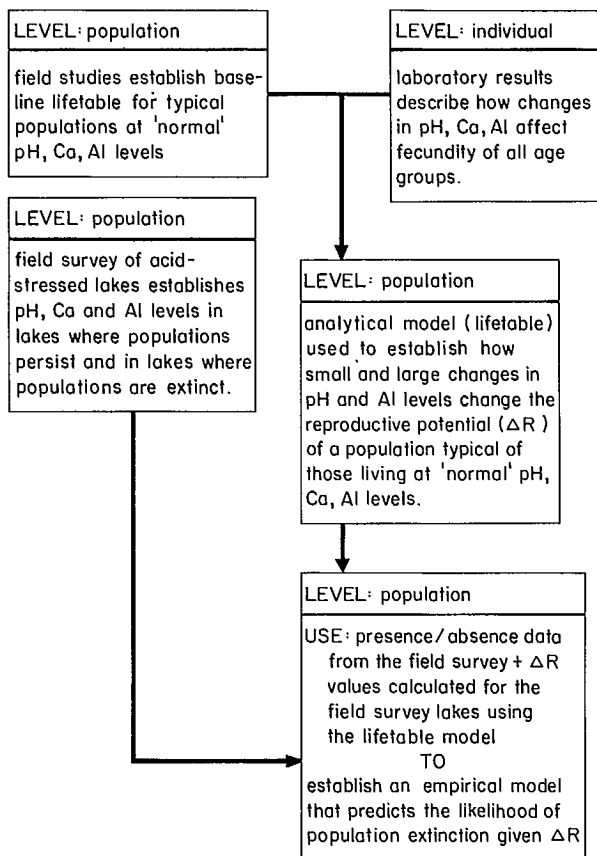 LEVEL: population
field studies establish base-
line lifetable for typical
populations at 'normal'
pH, Ca, Al levels
LEVEL: individual
laboratory results
describe how changes
in pH, Ca, Al affect
fecundity of all age
groups.
LEVEL: population
field survey of acid-
stressed lakes establishes
pH, Ca and Al levels in
lakes where populations
persist and in lakes where
populations are extinct.
LEVEL: population
analytical model (lifetable)
used to establish how
small and large changes in
pH and Al levels change the
reproductive potential (△R)
of a population typical of
those living at 'normal' pH,
Ca, Al levels.
LEVEL: population
USE: presence/absence data
from the field survey + △R
values calculated for the
field survey lakes using
the lifetable model
TO
establish an empirical model
that predicts the likelihood of
population extinction given △R